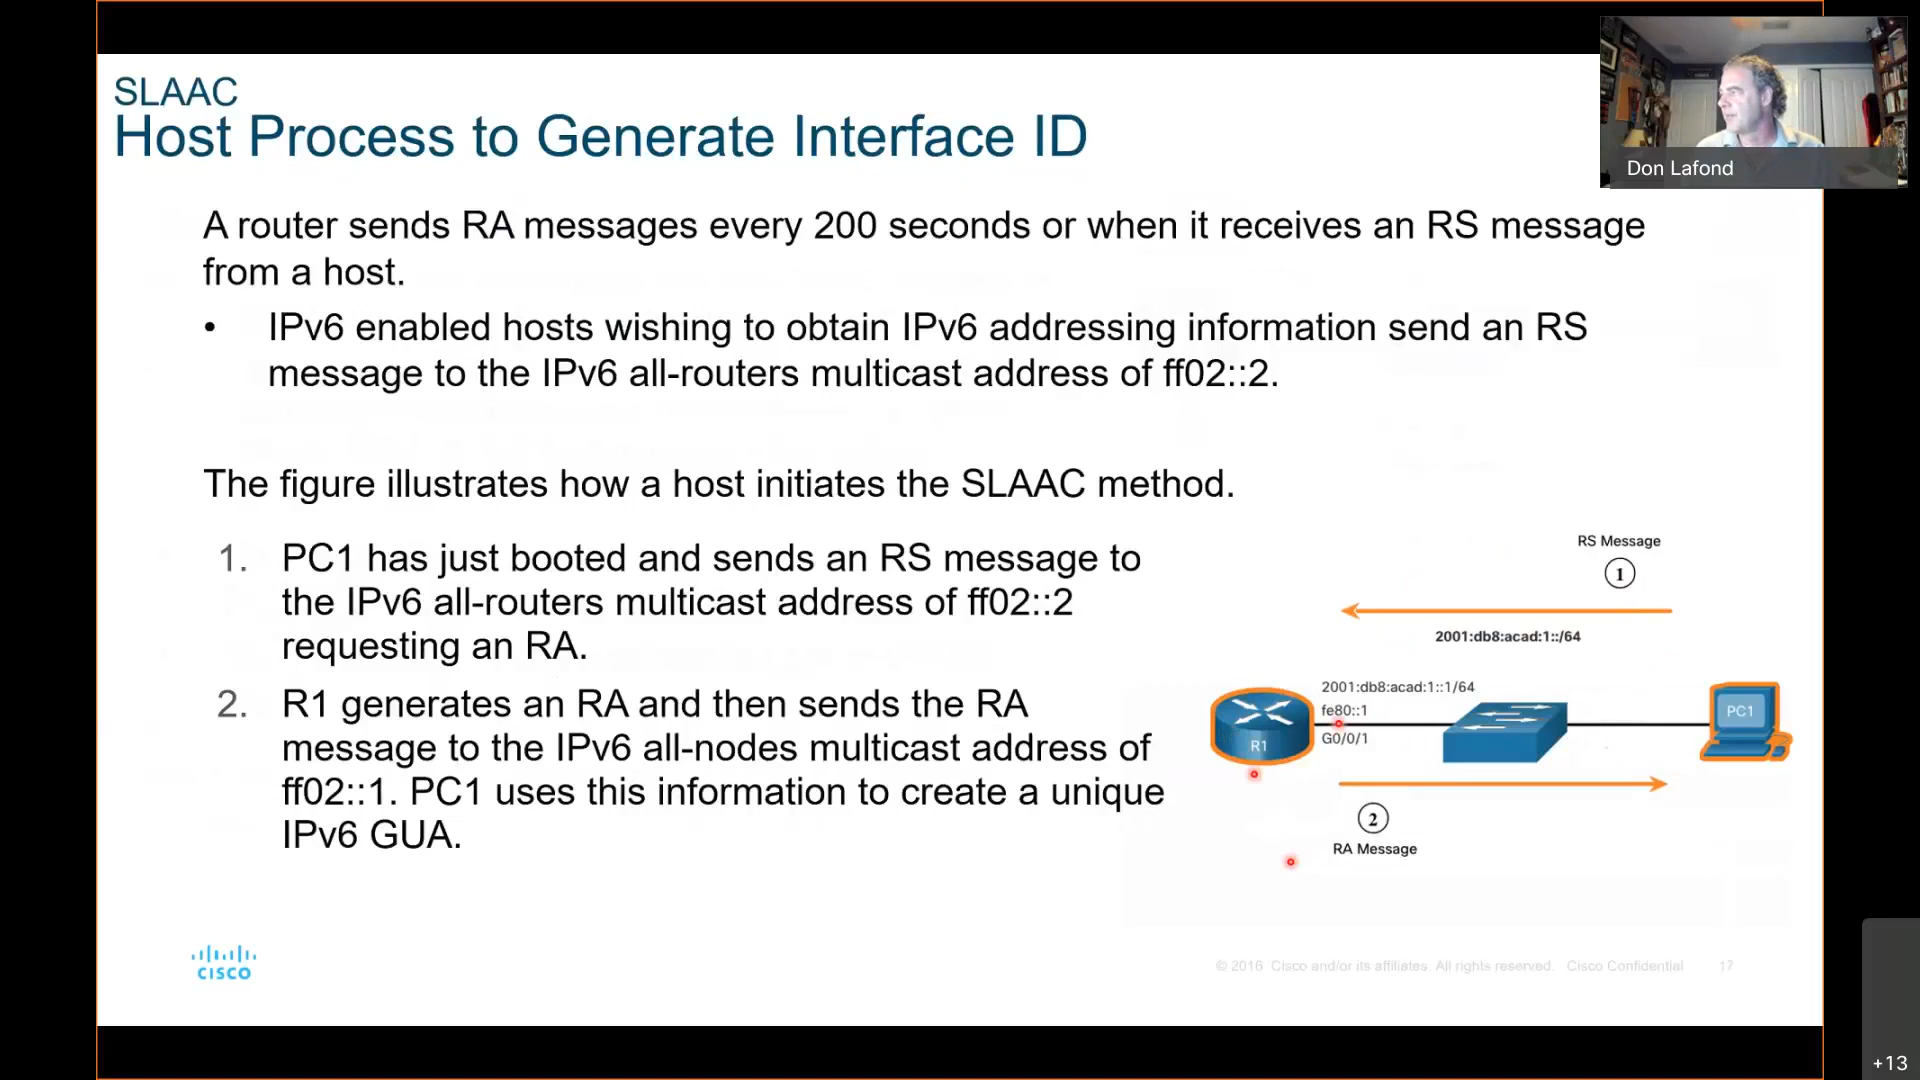 SLAAC
Host Process to Generate Interface ID
Don Lafond
A router sends RA messages every 200 seconds or when it receives an RS message
from a host.
• IPv6 enabled hosts wishing to obtain IPv6 addressing information send an RS
message to the IPv6 all-routers multicast address of ff02::2.
The figure illustrates how a host initiates the SLAAC method.
1. PC1 has just booted and sends an RS message to
the IPv6 all-routers multicast address of ff02::2
requesting an RA.
2. R1 generates an RA and then sends the RA
message to the IPv6 all-nodes multicast address of
ff02::1. PC1 uses this information to create a unique
IPv6 GUA.
RS Message
1
2001:db8:acad:1::/64
2001:db8:acad:1::1/64
fe80::1
G0/0/1
R1
PC1
2
RA Message
CISCO
© 2016 Cisco and/or its affiliates. All rights reserved. Cisco Confidential 17
+13